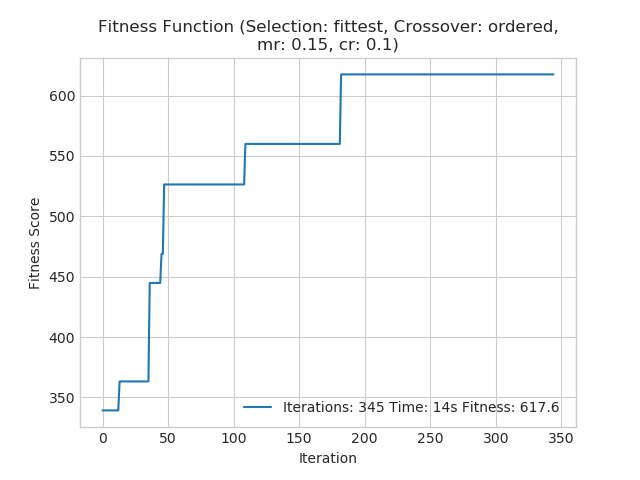 Fitness Function (Selection: fittest, Crossover: ordered,
mr: 0.15, cr: 0.1)
Fitness Score
600
550
500
450
400
350
Iterations: 345 Time: 14s Fitness: 617.6
0 50 100 150 200 250 300 350
Iteration